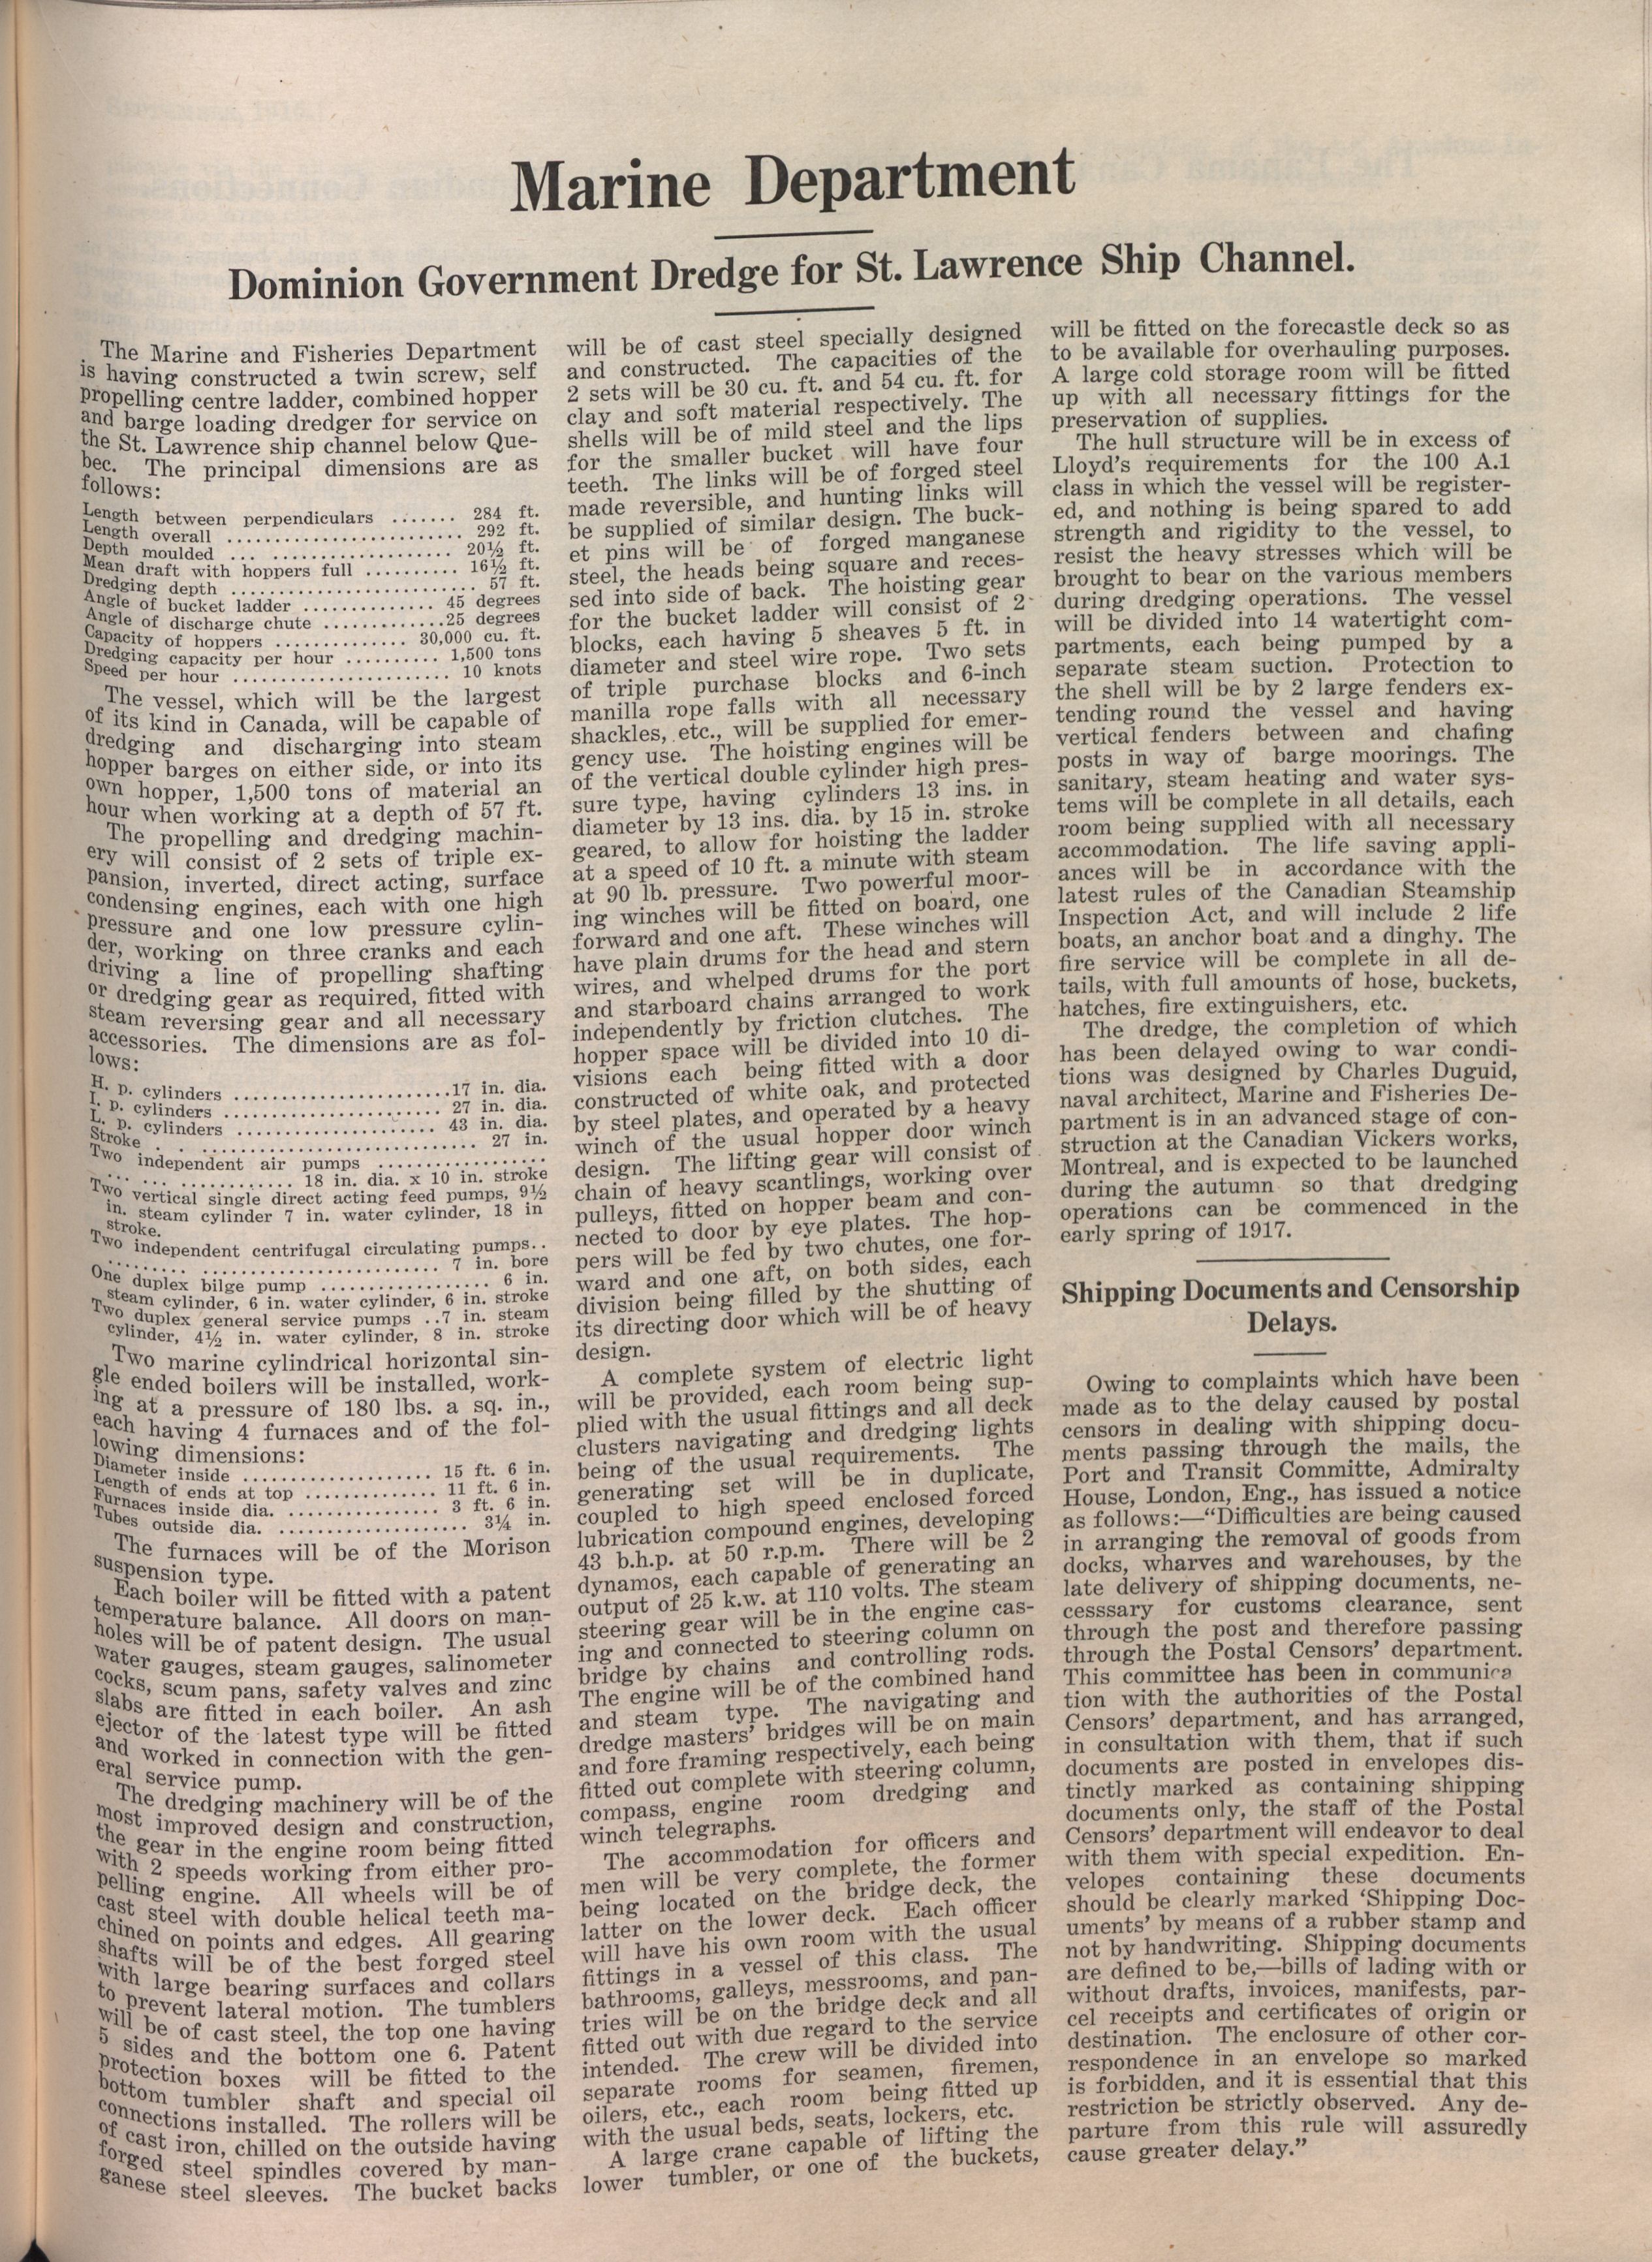 Marine Department
Dominion Government Dredge for St. Lawrence Ship Channel.
The Marine and Fisheries Department
is having constructed a twin screw, self
propelling centre ladder, combined hopper
and barge loading dredger for service on
the St. Lawrence ship channel below Que-
bec. The principal dimensions are as
follows:
Length between perpendiculars ....... 284 ft.
Length overall .......................... 292 ft.
Depth moulded ... .................... 20½ ft.
Mean draft with hoppers full .......... 16½ ft.
Dredging depth .......................... 57 ft.
Angle of bucket ladder .............. 45 degrees
Angle of discharge chute .............25 degrees
Capacity of hoppers .............. 30,000 cu. ft.
Dredging capacity per hour .......... 1,500 tons
Speed per hour ........................ 10 knots
The vessel, which will be the largest
of its kind in Canada, will be capable of
dredging and discharging into steam
hopper barges on either side, or into its
own hopper, 1,500 tons of material an
hour when working at a depth of 57 ft.
The propelling and dredging machin-
ery will consist of 2 sets of triple ex-
pansion, inverted, direct acting, surface
condensing engines, each with one high
pressure and one low pressure cylin-
der, working on three cranks and each
driving a line of propelling shafting
or dredging gear as required, fitted with
steam reversing gear and all necessary
accessories. The dimensions are as fol-
lows:
H. p. cylinders ........................17 in. dia.
I. p. cylinders ........................ 27 in. dia.
L. p. cylinders ...................... 43 in. dia.
Stroke . . ............................... 27 in.
Two independent air pumps ..................
... ... ............. 18 in. dia. x 10 in. stroke
Two vertical single direct acting feed pumps, 9½
in. steam cylinder 7 in. water cylinder, 18 in
stroke.
Two independent centrifugal circulating pumps..
......... ........................... 7 in. bore
One duplex bilge pump .................. 6 in.
steam cylinder, 6 in. water cylinder, 6 in. stroke
Two duplex general service pumps ..7 in. steam
cylinder, 4½ in. water cylinder, 8 in. stroke
Two marine cylindrical horizontal sin-
gle ended boilers will be installed, work-
ing at a pressure of 180 lbs. a sq. in.,
each having 4 furnaces and of the fol-
lowing dimensions:
Diameter inside ..................... 15 ft. 6 in.
Length of ends at top .............. 11 ft. 6 in.
Furnaces inside dia. ................ 3 ft. 6 in.
Tubes outside dia. .................... 3¼ in.
The furnaces will be of the Morison
suspension type.
Each boiler will be fitted with a patent
temperature balance. All doors on man-
holes will be of patent design. The usual
water gauges, steam gauges, salinometer
cocks, scum pans, safety valves and zinc
slabs are fitted in each boiler. An ash
ejector of the latest type will be fitted
and worked in connection with the gen-
eral service pump.
The dredging machinery will be of the
most improved design and construction,
the gear in the engine room being fitted
with 2 speeds working from either pro-
pelling engine. All wheels will be of
cast steel with double helical teeth ma-
chined on points and edges. All gearing
shafts will be of the best forged steel
with large bearing surfaces and collars
to prevent lateral motion. The tumblers
will be of cast steel, the top one having
5 sides and the bottom one 6. Patent
protection boxes will be fitted to the
bottom tumbler shaft and special oil
connections installed. The rollers will be
of cast iron, chilled on the outside having
forged steel spindles covered by man-
ganese steel sleeves. The bucket backs
will be of cast steel specially designed
and constructed. The capacities of the
2 sets will be 30 cu. ft. and 54 cu. ft. for
clay and soft material respectively. The
shells will be of mild steel and the lips
for the smaller bucket will have four
teeth. The links will be of forged steel
made reversible, and hunting links will
be supplied of similar design. The buck-
et pins will be of forged manganese
steel, the heads being square and reces-
sed into side of back. The hoisting gear
for the bucket ladder will consist of 2
blocks, each having 5 sheaves 5 ft. in
diameter and steel wire rope. Two sets
of triple purchase blocks and 6-inch
manilla rope falls with all necessary
shackles, etc., will be supplied for emer-
gency use. The hoisting engines will be
of the vertical double cylinder high pres-
sure type, having cylinders 13 ins. in
diameter by 13 ins. dia. by 15 in. stroke
geared, to allow for hoisting the ladder
at a speed of 10 ft. a minute with steam
at 90 lb. pressure. Two powerful moor-
ing winches will be fitted on board, one
forward and one aft. These winches will
have plain drums for the head and stern
wires, and whelped drums for the port
and starboard chains arranged to work
independently by friction clutches. The
hopper space will be divided into 10 di-
visions each being fitted with a door
constructed of white oak, and protected
by steel plates, and operated by a heavy
winch of the usual hopper door winch
design. The lifting gear will consist of
chain of heavy scantlings, working over
pulleys, fitted on hopper beam and con-
nected to door by eye plates. The hop-
pers will be fed by two chutes, one for-
ward and one aft, on both sides, each
division being filled by the shutting of
its directing door which will be of heavy
design.
A complete system of electric light
will be provided, each room being sup-
plied with the usual fittings and all deck
clusters navigating and dredging lights
being of the usual requirements. The
generating set will be in duplicate,
coupled to high speed enclosed forced
lubrication compound engines, developing
43 b.h.p. at 50 r.p.m. There will be 2
dynamos, each capable of generating an
output of 25 k.w. at 110 volts. The steam
steering gear will be in the engine cas-
ing and connected to steering column on
bridge by chains and controlling rods.
The engine will be of the combined hand
and steam type. The navigating and
dredge masters' bridges will be on main
and fore framing respectively, each being
fitted out complete with steering column,
compass, engine room dredging and
winch telegraphs.
The accommodation for officers and
men will be very complete, the former
being located on the bridge deck, the
latter on the lower deck. Each officer
will have his own room with the usual
fittings in a vessel of this class. The
bathrooms, galleys, messrooms, and pan-
tries will be on the bridge deck and all
fitted out with due regard to the service
intended. The crew will be divided into
separate rooms for seamen, firemen,
oilers, etc., each room being fitted up
with the usual beds, seats, lockers, etc.
A large crane capable of lifting the
lower tumbler, or one of the buckets,
will be fitted on the forecastle deck so as
to be available for overhauling purposes.
A large cold storage room will be fitted
up with all necessary fittings for the
preservation of supplies.
The hull structure will be in excess of
Lloyd's requirements for the 100 A.1
class in which the vessel will be register-
ed, and nothing is being spared to add
strength and rigidity to the vessel, to
resist the heavy stresses which will be
brought to bear on the various members
during dredging operations. The vessel
will be divided into 14 watertight com-
partments, each being pumped by a
separate steam suction. Protection to
the shell will be by 2 large fenders ex-
tending round the vessel and having
vertical fenders between and chafing
posts in way of barge moorings. The
sanitary, steam heating and water sys-
tems will be complete in all details, each
room being supplied with all necessary
accommodation. The life saving appli-
ances will be in accordance with the
latest rules of the Canadian Steamship
Inspection Act, and will include 2 life
boats, an anchor boat and a dinghy. The
fire service will be complete in all de-
tails, with full amounts of hose, buckets,
hatches, fire extinguishers, etc.
The dredge, the completion of which
has been delayed owing to war condi-
tions was designed by Charles Duguid,
naval architect, Marine and Fisheries De-
partment is in an advanced stage of con-
struction at the Canadian Vickers works,
Montreal, and is expected to be launched
during the autumn so that dredging
operations can be commenced in the
early spring of 1917.
Shipping Documents and Censorship
Delays.
Owing to complaints which have been
made as to the delay caused by postal
censors in dealing with shipping docu-
ments passing through the mails, the
Port and Transit Committe, Admiralty
House, London, Eng., has issued a notice
as follows:—"Difficulties are being caused
in arranging the removal of goods from
docks, wharves and warehouses, by the
late delivery of shipping documents, ne-
cesssary for customs clearance, sent
through the post and therefore passing
through the Postal Censors' department.
This committee has been in communica
tion with the authorities of the Postal
Censors' department, and has arranged,
in consultation with them, that if such
documents are posted in envelopes dis-
tinctly marked as containing shipping
documents only, the staff of the Postal
Censors' department will endeavor to deal
with them with special expedition. En-
velopes containing these documents
should be clearly marked 'Shipping Doc-
uments' by means of a rubber stamp and
not by handwriting. Shipping documents
are defined to be,—bills of lading with or
without drafts, invoices, manifests, par-
cel receipts and certificates of origin or
destination. The enclosure of other cor-
respondence in an envelope so marked
is forbidden, and it is essential that this
restriction be strictly observed. Any de-
parture from this rule will assuredly
cause greater delay."